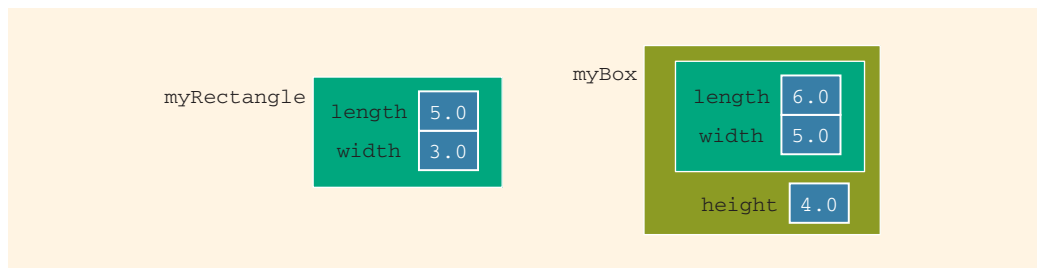 myRectangle
length 5.0
width 3.0
myBox
length 6.0
width 5.0
height 4.0